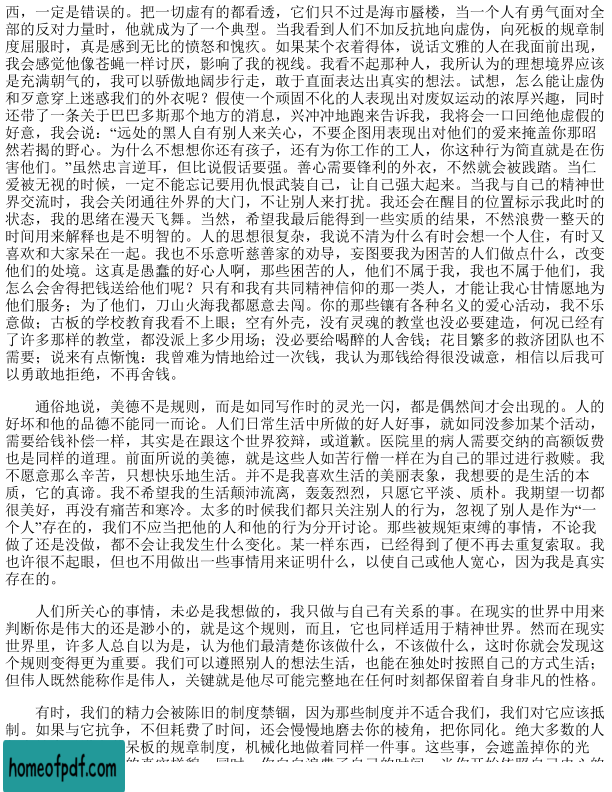 西，一定是错误的。把一切虚有的都看透，它们只不过是海市蜃楼，当一个人有勇气面对全
部的反对力量时，他就成为了一个典型。当我看到人们不加反抗地向虚伪，向死板的规章制
度屈服时，真是感到无比的愤怒和愧疚。如果某个衣着得体，说话文雅的人在我面前出现，
我会感觉他像苍蝇一样讨厌，影响了我的视线。我看不起那种人，我所认为的理想境界应该
是充满朝气的，我可以骄傲地阔步行走，敢于直面表达出真实的想法。试想，怎么能让虚伪
和歹意穿上迷惑我们的外衣呢？假使一个顽固不化的人表现出对废奴运动的浓厚兴趣，同时
还带了一条关于巴巴多斯那个地方的消息，兴冲冲地跑来告诉我，我将会一口回绝他虚假的
好意，我会说：“远处的黑人自有别人来关心，不要企图用表现出对他们的爱来掩盖你那昭
然若揭的野心。为什么不想想你还有孩子，还有为你工作的工人，你这种行为简直就是在伤
害他们。”虽然忠言逆耳，但比说假话要强。善心需要锋利的外衣，不然就会被践踏。当仁
爱被无视的时候，一定不能忘记要用仇恨武装自己，让自己强大起来。当我与自己的精神世
界交流时，我会关闭通往外界的大门，不让别人来打扰。我还会在醒目的位置标示我此时的
状态，我的思绪在漫天飞舞。当然，希望我最后能得到一些实质的结果，不然浪费一整天的
时间用来解释也是不明智的。人的思想很复杂，我说不清为什么有时会想一个人住，有时又
喜欢和大家呆在一起。我也不乐意听慈善家的劝导，妄图要我为困苦的人们做点什么，改变
他们的处境。这真是愚蠢的好心人啊，那些困苦的人，他们不属于我，我也不属于他们，我
怎么会舍得把钱送给他们呢？只有和我有共同精神信仰的那一类人，才能让我心甘情愿地为
他们服务；为了他们，刀山火海我都愿意去闯。你的那些镶有各种名义的爱心活动，我不乐
意做；古板的学校教育我看不上眼；空有外壳，没有灵魂的教堂也没必要建造，何况已经有
了许多那样的教堂，都没派上多少用场；没必要给喝醉的人舍钱；花目繁多的救济团队也不
需要；说来有点惭愧：我曾难为情地给过一次钱，我认为那钱给得很没诚意，相信以后我可
以勇敢地拒绝，不再舍钱。
通俗地说，美德不是规则，而是如同写作时的灵光一闪，都是偶然间才会出现的。人的
好坏和他的品德不能同一而论。人们日常生活中所做的好人好事，就如同没参加某个活动，
需要给钱补偿一样，其实是在跟这个世界狡辩，或道歉。医院里的病人需要交纳的高额饭费
也是同样的道理。前面所说的美德，就是这些人如苦行僧一样在为自己的罪过进行救赎。我
不愿意那么辛苦，只想快乐地生活。并不是我喜欢生活的美丽表象，我想要的是生活的本
质，它的真谛。我不希望我的生活颠沛流离，轰轰烈烈，只愿它平淡、质朴。我期望一切都
很美好，再没有痛苦和寒冷。太多的时候我们都只关注别人的行为，忽视了别人是作为“一
个人”存在的，我们不应当把他的人和他的行为分开讨论。那些被规矩束缚的事情，不论我
做了还是没做，都不会让我发生什么变化。某一样东西，已经得到了便不再去重复索取。我
也许很不起眼，但也不用做出一些事情用来证明什么，以使自己或他人宽心，因为我是真实
存在的。
人们所关心的事情，未必是我想做的，我只做与自己有关系的事。在现实的世界中用来
判断你是伟大的还是渺小的，就是这个规则，而且，它也同样适用于精神世界。然而在现实
世界里，许多人总自以为是，认为他们最清楚你该做什么，不该做什么，这时你就会发现这
个规则变得更为重要。我们可以遵照别人的想法生活，也能在独处时按照自己的方式生活；
但伟人既然能称作是伟人，关键就是他尽可能完整地在任何时刻都保留着自身非凡的性格。
有时，我们的精力会被陈旧的制度禁锢，因为那些制度并不适合我们，我们对它应该抵
制。如果与它抗争，不但耗费了时间，还会慢慢地磨去你的棱角，把你同化。绝大多数的人
呆板的规章制度，机械化地做着同样一件事。这些事，会遮盖掉你的光
homeofpdf.com